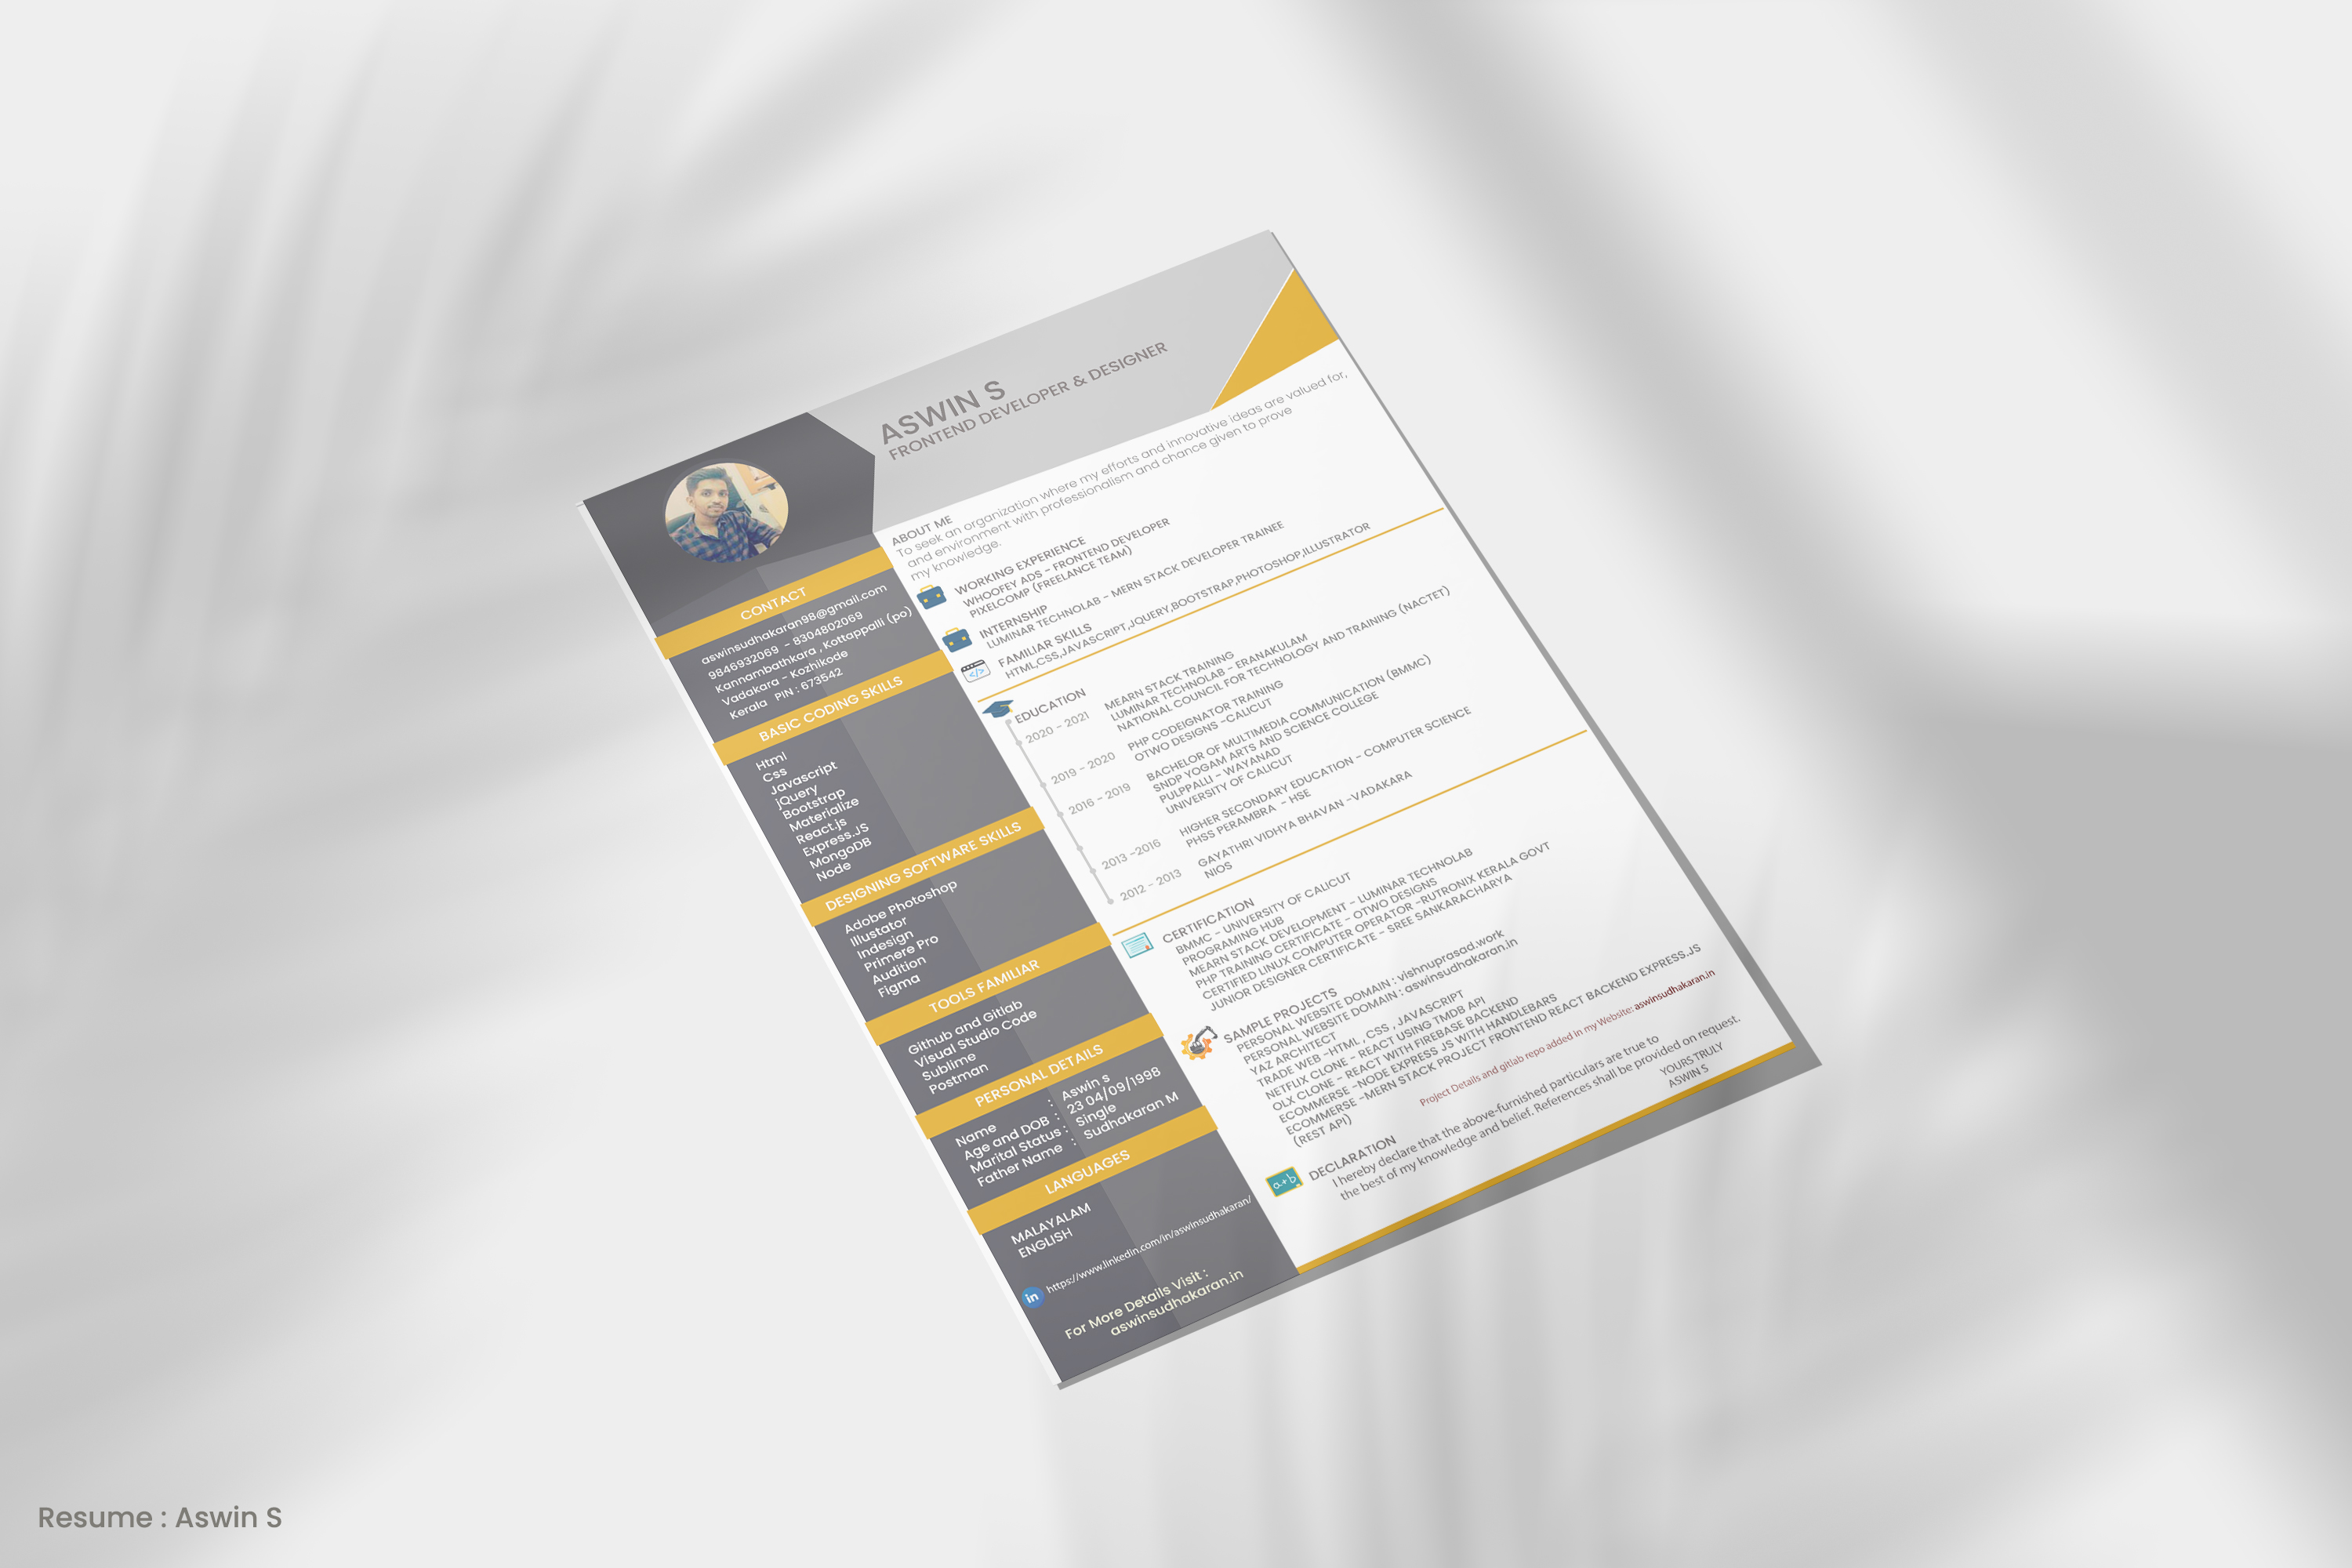 ASWIN S
FRONTEND DEVELOPER & DESIGNER
CONTACT
aswinsudhakaran98@gmail.com
9846932069 - 8304802069
Kannambathkara , Kottappalli (po)
Vadakara - Kozhikode
Kerala PIN : 673542
BASIC CODING SKILLS
Html
Css
Javascript
jQuery
Bootstrap
Materialize
React.js
Express.JS
MongoDB
Node
DESIGNING SOFTWARE SKILLS
Adobe Photoshop
Illustator
Indesign
Primere Pro
Audition
Figma
TOOLS FAMILIAR
Github and Gitlab
Visual Studio Code
Sublime
Postman
PERSONAL DETAILS
Name : Aswin s
Age and DOB : 23 04/09/1998
Marital Status : Single
Father Name : Sudhakaran M
LANGUAGES
MALAYALAM
ENGLISH
in https://www.linkedin.com/in/aswinsudhakaran/
For More Details Visit :
aswinsudhakaran.in
ABOUT ME
To seek an organization where my efforts and innovative ideas are valued for,
and environment with professionalism and chance given to prove
my knowledge.
WORKING EXPERIENCE
WHOOFEY ADS - FRONTEND DEVELOPER
PIXELCOMP (FREELANCE TEAM)
INTERNSHIP
LUMINAR TECHNOLAB - MERN STACK DEVELOPER TRAINEE
FAMILIAR SKILLS
HTML,CSS,JAVASCRIPT,JQUERY,BOOTSTRAP,PHOTOSHOP,ILLUSTRATOR
EDUCATION
2020 - 2021 MEARN STACK TRAINING
LUMINAR TECHNOLAB - ERANAKULAM
NATIONAL COUNCIL FOR TECHNOLOGY AND TRAINING (NACTET)
2019 - 2020 PHP CODEIGNATOR TRAINING
OTWO DESIGNS -CALICUT
2016 - 2019 BACHELOR OF MULTIMEDIA COMMUNICATION (BMMC)
SNDP YOGAM ARTS AND SCIENCE COLLEGE
PULPPALLI - WAYANAD
UNIVERSITY OF CALICUT
2013 -2016 HIGHER SECONDARY EDUCATION - COMPUTER SCIENCE
PHSS PERAMBRA - HSE
2012 - 2013 GAYATHRI VIDHYA BHAVAN -VADAKARA
NIOS
CERTIFICATION
BMMC - UNIVERSITY OF CALICUT
PROGRAMING HUB
MEARN STACK DEVELOPMENT - LUMINAR TECHNOLAB
PHP TRAINING CERTIFICATE - OTWO DESIGNS
CERTIFIED LINUX COMPUTER OPERATOR -RUTRONIX KERALA GOVT
JUNIOR DESIGNER CERTIFICATE - SREE SANKARACHARYA
SAMPLE PROJECTS
PERSONAL WEBSITE DOMAIN : vishnuprasad.work
PERSONAL WEBSITE DOMAIN : aswinsudhakaran.in
YAZ ARCHITECT
TRADE WEB -HTML , CSS , JAVASCRIPT
NETFLIX CLONE - REACT USING TMDB API
OLX CLONE - REACT WITH FIREBASE BACKEND
ECOMMERSE -NODE EXPRESS JS WITH HANDLEBARS
ECOMMERSE -MERN STACK PROJECT FRONTEND REACT BACKEND EXPRESS.JS
(REST API)
Project Details and gitlab repo added in my Website: aswinsudhakaran.in
a+b DECLARATION
I hereby declare that the above-furnished particulars are true to
the best of my knowledge and belief. References shall be provided on request.
YOURS TRULY
ASWIN S
Resume : Aswin S